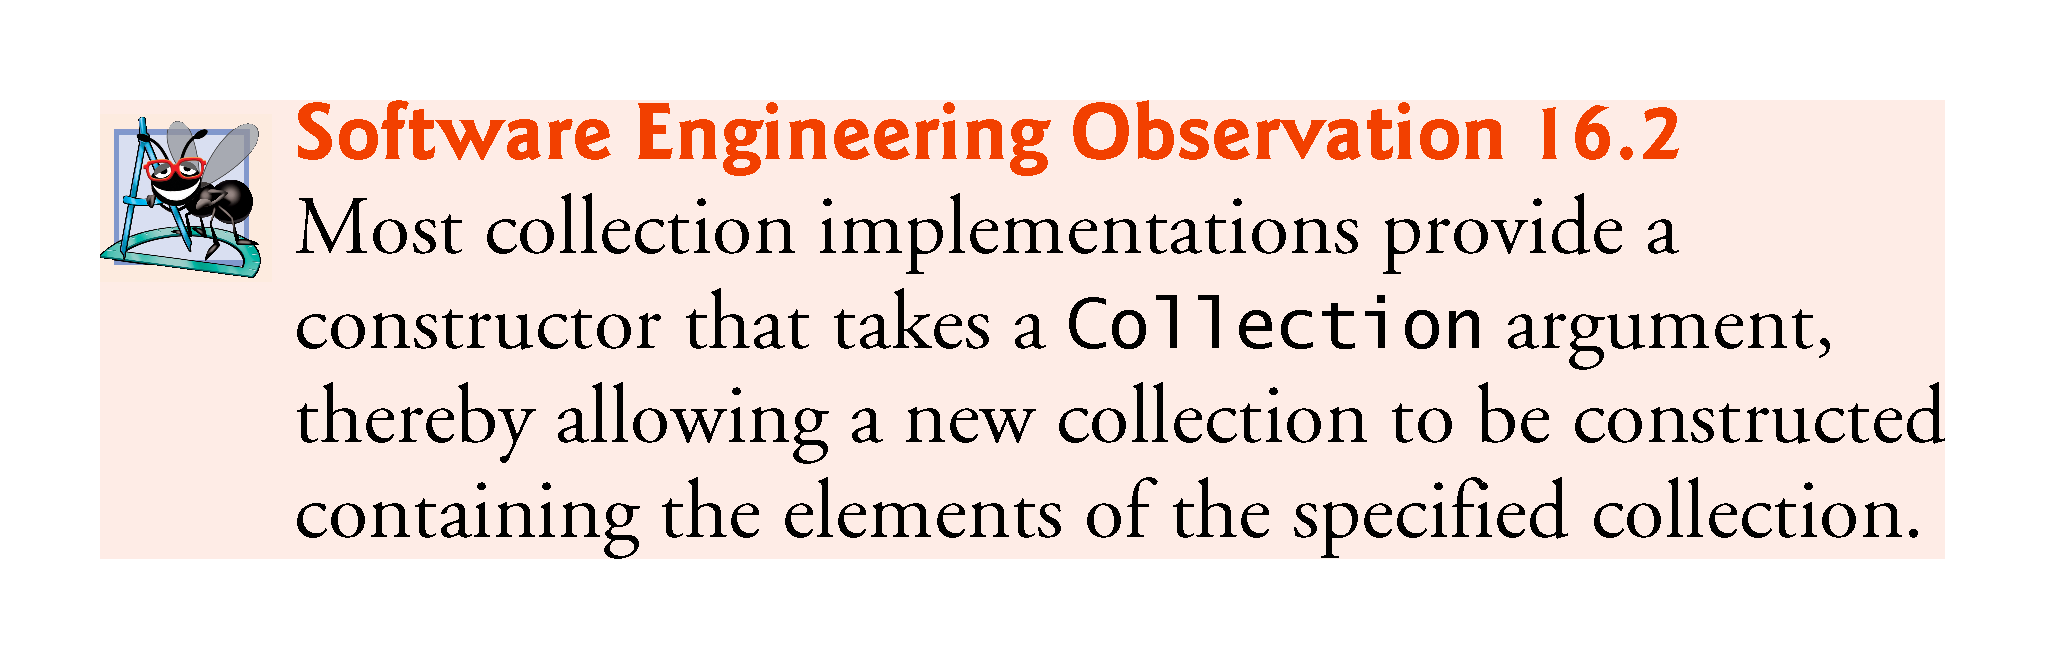 Software Engineering Observation 16.2
Most collection implementations provide a
constructor that takes a Collection argument,
thereby allowing a new collection to be constructed
containing the elements of the specified collection.